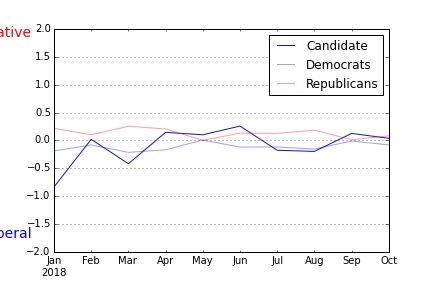 ative
peral
2.0
1.5
1.0
0.5
0.0
−0.5
−1.0
−1.5
−2.0
Candidate
Democrats
Republicans
Jan Feb Mar Apr May Jun Jul Aug Sep Oct
2018